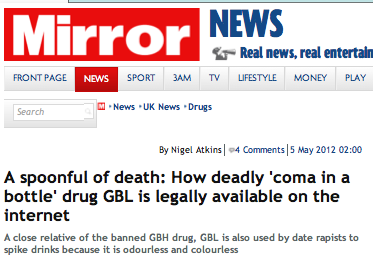 Mirror NEWS
Real news, real entertain
FRONT PAGE NEWS SPORT 3AM TV LIFESTYLE MONEY PLAY
Search M News UK News Drugs
By Nigel Atkins 4 Comments 5 May 2012 02:00
A spoonful of death: How deadly 'coma in a
bottle' drug GBL is legally available on the
internet
A close relative of the banned GBH drug, GBL is also used by date rapists to
spike drinks because it is odourless and colourless